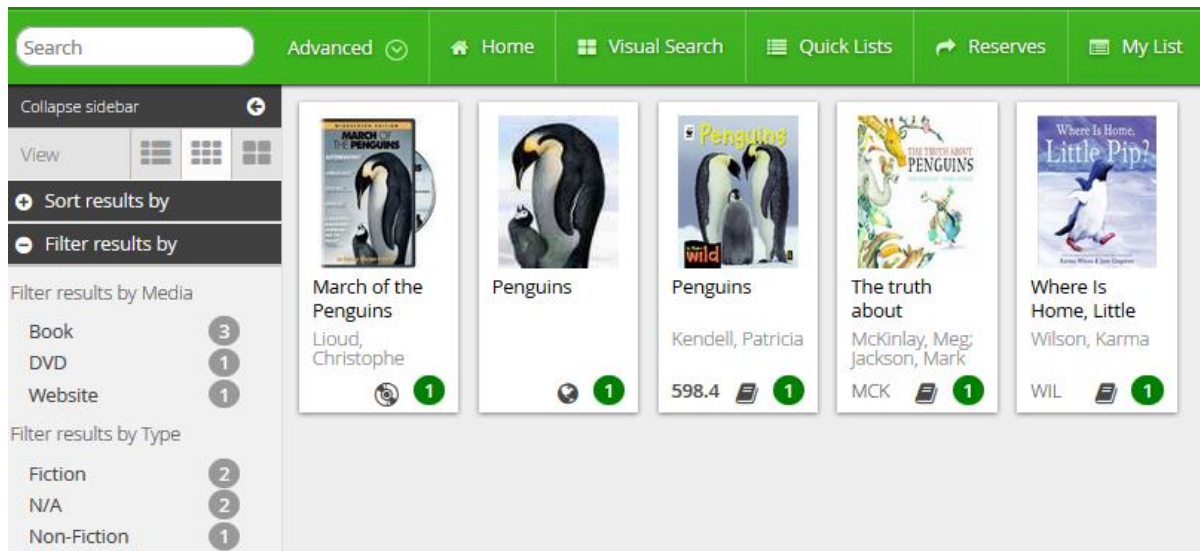 Search
Advanced
Home
Visual Search
Quick Lists
Reserves
My List
Collapse sidebar
View
Sort results by
Filter results by
Filter results by Media
Book 3
DVD 1
Website 1
Filter results by Type
Fiction 2
N/A 2
Non-Fiction 1
MARCH OF
THE PENGUINS
March of the
Penguins
Lioud,
Christophe
1
Penguins
1
Penguins
wild
Penguins
Kendell, Patricia
598.4 1
THE TRUTH ABOUT
PENGUINS
The truth
about
McKinlay, Meg;
Jackson, Mark
MCK 1
Where Is Home,
Little Pip?
Where Is
Home, Little
Wilson, Karma
WIL 1